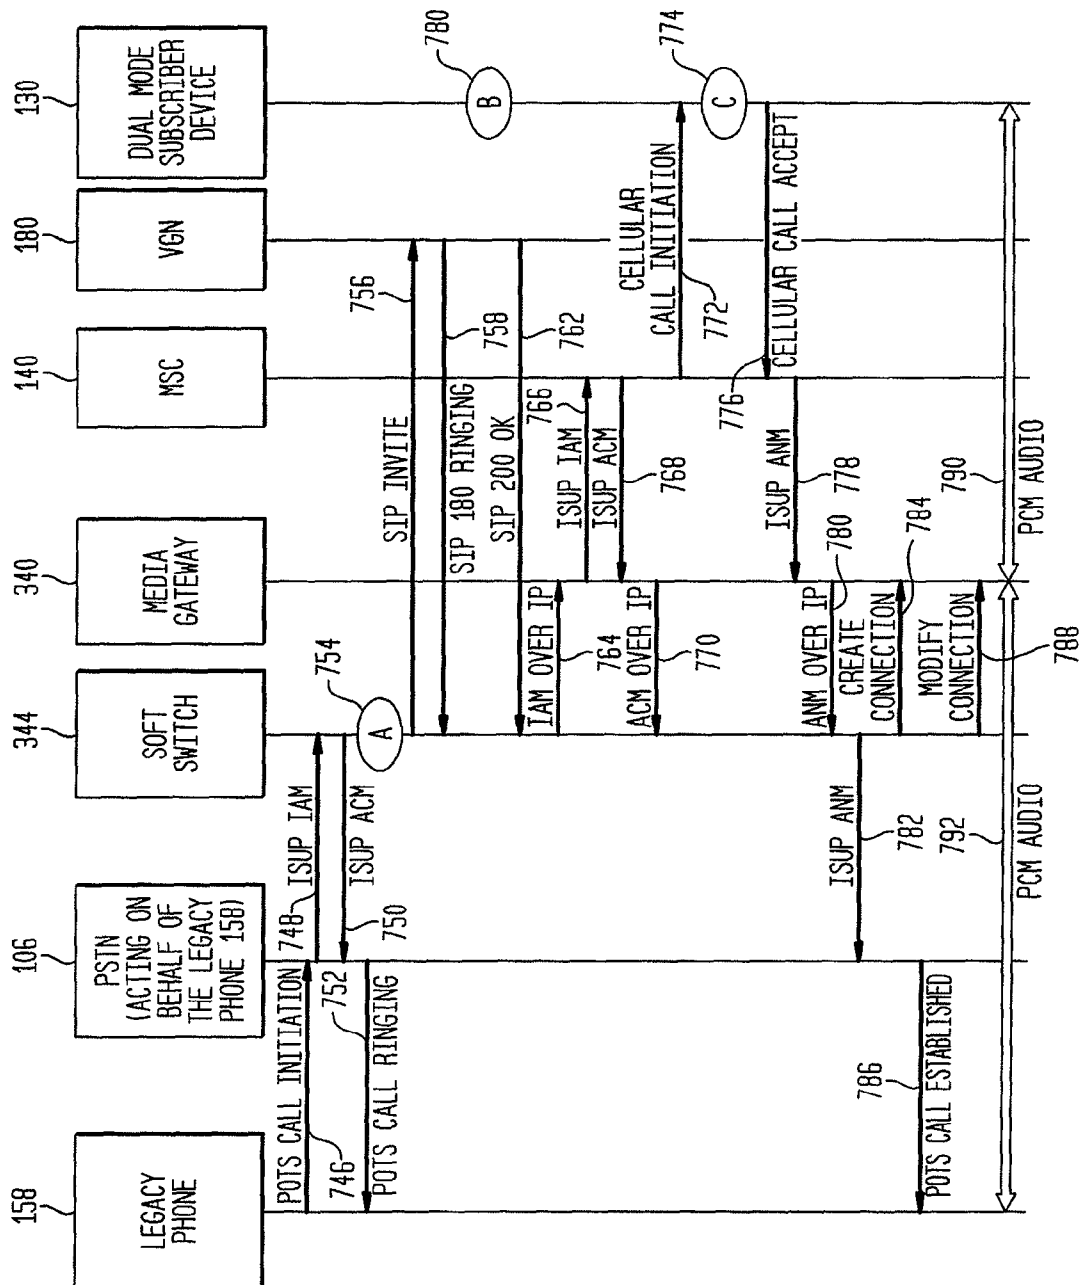 158
LEGACY
PHONE
106
PSTN
(ACTING ON
BEHALF OF
THE LEGACY
PHONE 158)
344
SOFT
SWITCH
340
MEDIA
GATEWAY
140
MSC
180
VGN
130
DUAL MODE
SUBSCRIBER
DEVICE
POTS CALL INITIATION
746
748
ISUP IAM
ISUP ACM
750
752
POTS CALL RINGING
754
A
SIP INVITE
756
758
SIP 180 RINGING
SIP 200 OK
762
B
780
IAM OVER IP
764
ISUP IAM
766
ISUP ACM
768
ACM OVER IP
770
CELLULAR
CALL INITIATION
772
C
774
776
CELLULAR CALL ACCEPT
ISUP ANM
778
ANM OVER IP
780
ISUP ANM
782
CREATE
CONNECTION
784
POTS CALL ESTABLISHED
786
MODIFY
CONNECTION
788
790
PCM AUDIO
792
PCM AUDIO